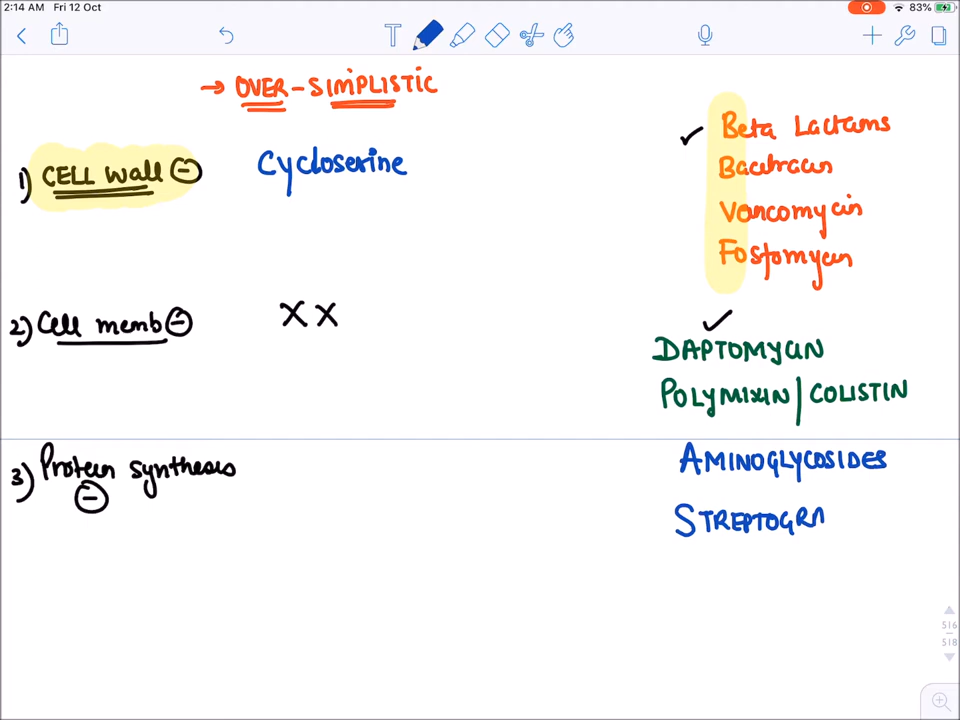 2:14 AM Fri 12 Oct
83%
T
→ OVER-SIMPLISTIC
1) CELL Wall - Cycloserine
Beta Lactams
Bacitracin
Vancomycin
Fosfomycin
2) Cell memb - X X
DAPTOMYCIN
POLYMIXIN/COLISTIN
3) Protein synthesis -
AMINOGLYCOSIDES
STREPTOGRA
516
518